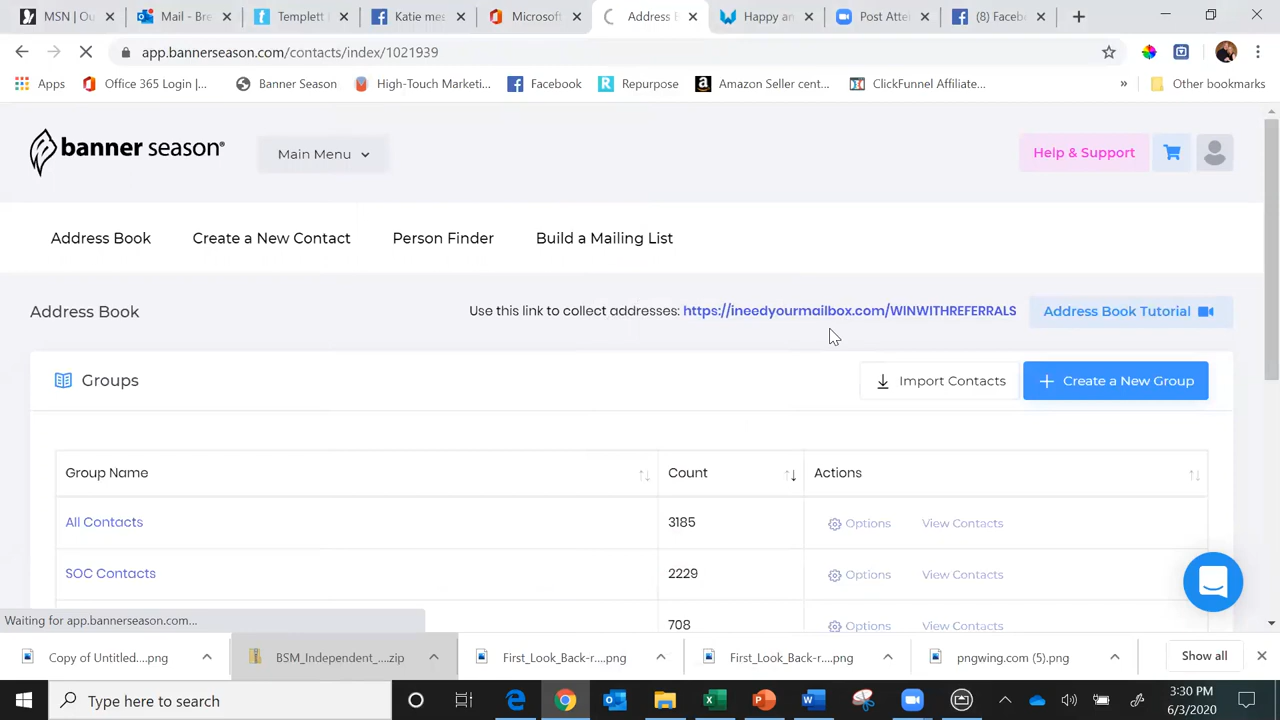 MSN | Ou
Mail - Bre
Templett
Katie mes
Microsoft
Address B
Happy an
Post Atte
(8) Faceb
app.bannerseason.com/contacts/index/1021939
Apps
Office 365 Login |...
Banner Season
High-Touch Marketi...
Facebook
Repurpose
Amazon Seller cent...
ClickFunnel Affiliate...
»
Other bookmarks
banner season®
Main Menu
Help & Support
Address Book
Create a New Contact
Person Finder
Build a Mailing List
Address Book
Use this link to collect addresses: https://ineedyourmailbox.com/WINWITHREFERRALS
Address Book Tutorial
Groups
Import Contacts
+ Create a New Group
Group Name
Count
Actions
All Contacts
3185
Options
View Contacts
SOC Contacts
2229
Options
View Contacts
708
Options
View Contacts
Waiting for app.bannerseason.com...
Copy of Untitled....png
BSM_Independent_....zip
First_Look_Back-r....png
First_Look_Back-r....png
pngwing.com (5).png
Show all
Type here to search
3:30 PM
6/3/2020